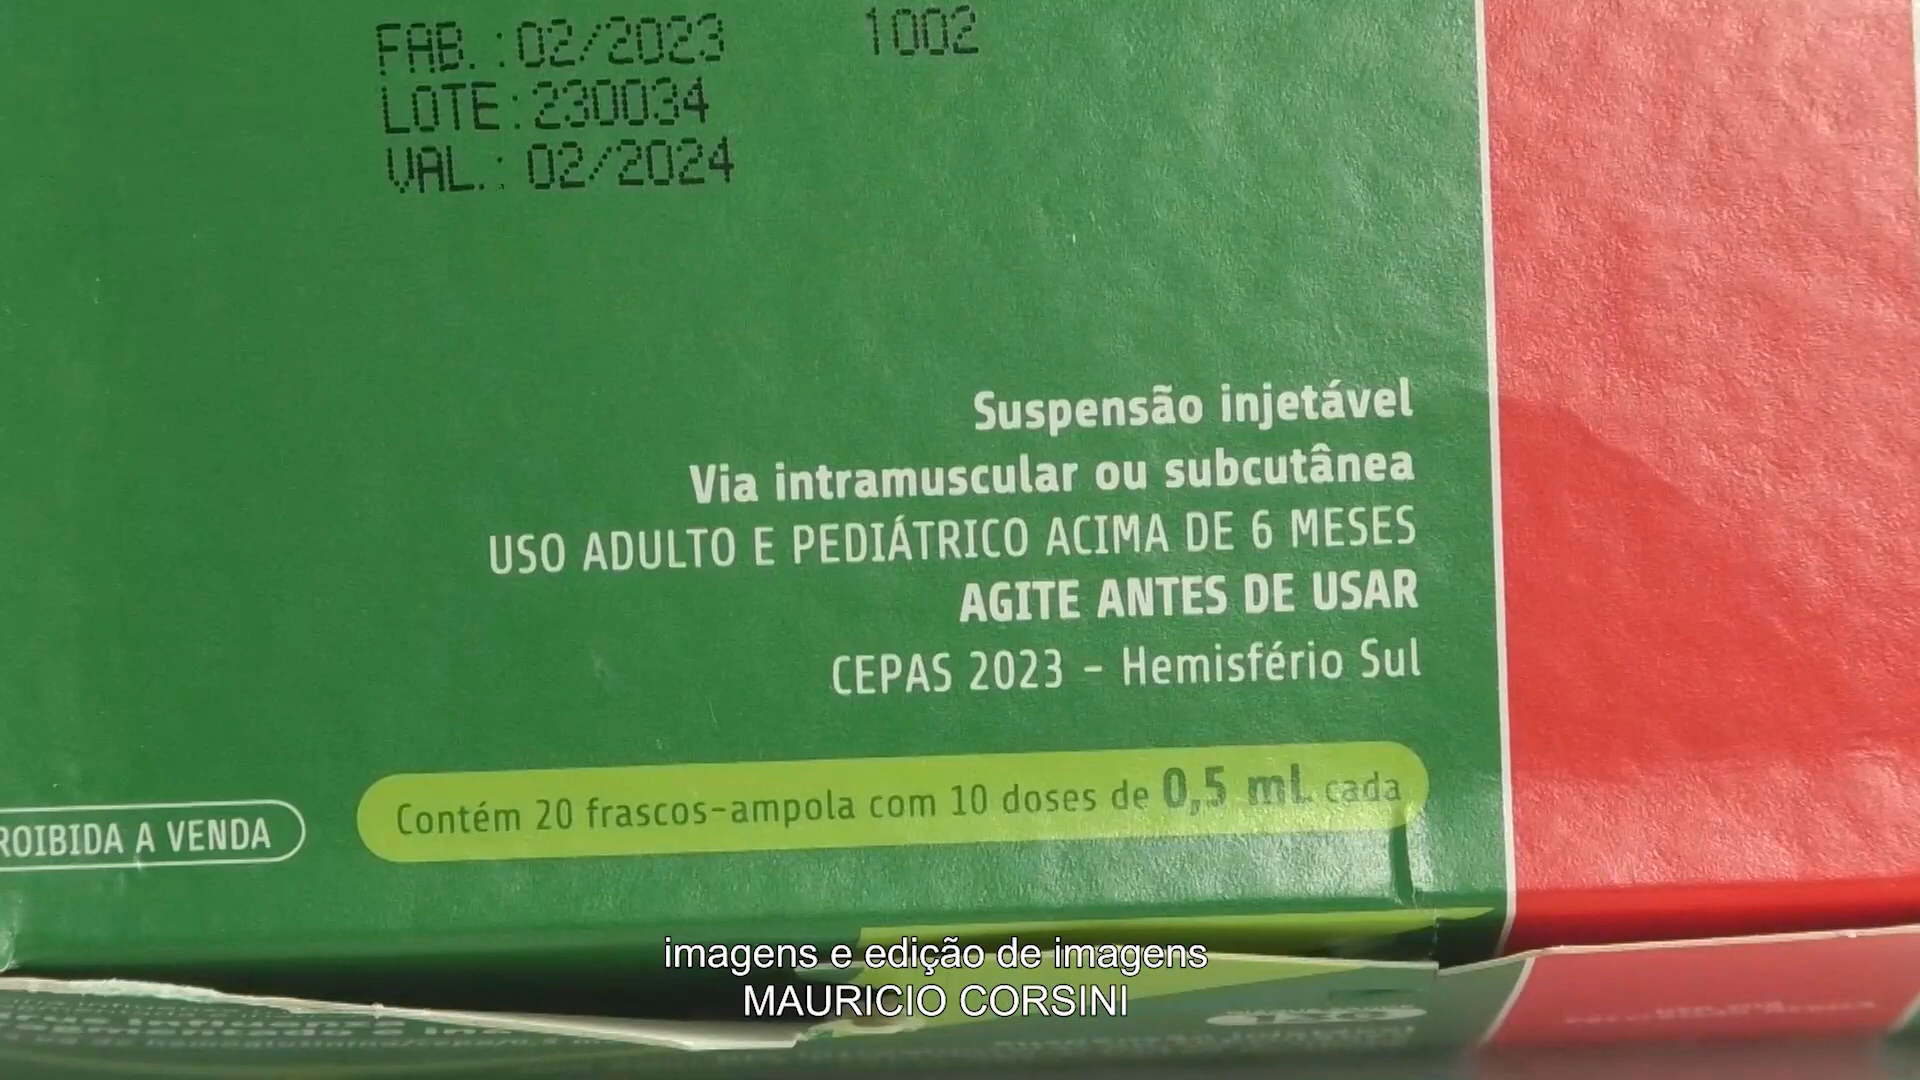 FAB.:02/2023 1002
LOTE:230034
VAL.: 02/2024
Suspensão injetável
Via intramuscular ou subcutânea
USO ADULTO E PEDIÁTRICO ACIMA DE 6 MESES
AGITE ANTES DE USAR
CEPAS 2023 - Hemisfério Sul
Contém 20 frascos-ampola com 10 doses de 0,5 mL cada
ROIBIDA A VENDA
imagens e edição de imagens
MAURICIO CORSINI